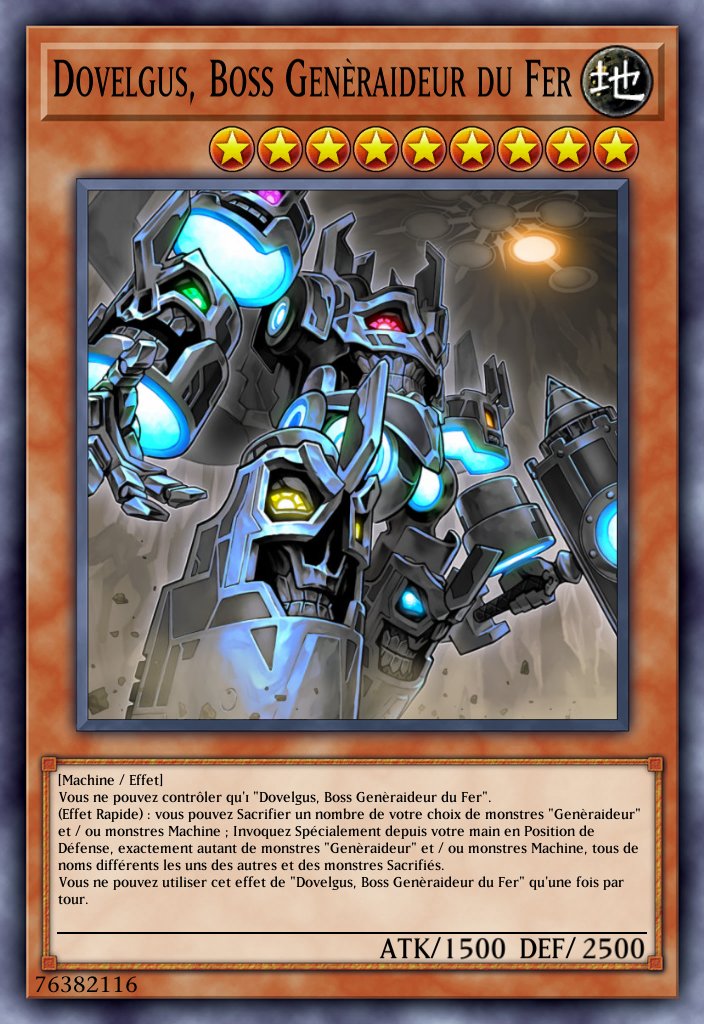 Dovelgus, Boss Genèraideur du Fer
地
[Machine / Effet]
Vous ne pouvez contrôler qu'1 "Dovelgus, Boss Genèraideur du Fer".
(Effet Rapide) : vous pouvez Sacrifier un nombre de votre choix de monstres "Genèraideur"
et / ou monstres Machine ; Invoquez Spécialement depuis votre main en Position de
Défense, exactement autant de monstres "Genèraideur" et / ou monstres Machine, tous de
noms différents les uns des autres et des monstres Sacrifiés.
Vous ne pouvez utiliser cet effet de "Dovelgus, Boss Genèraideur du Fer" qu'une fois par
tour.
ATK/1500 DEF/2500
76382116